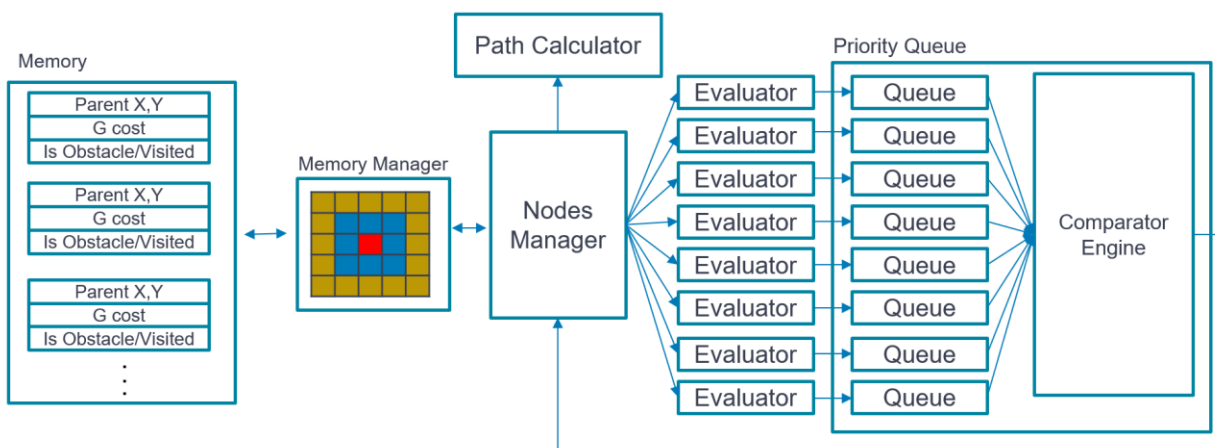 Memory
Parent X,Y
G cost
Is Obstacle/Visited
Parent X,Y
G cost
Is Obstacle/Visited
Parent X,Y
G cost
Is Obstacle/Visited
Memory Manager
Path Calculator
Nodes
Manager
Evaluator
Evaluator
Evaluator
Evaluator
Evaluator
Evaluator
Evaluator
Evaluator
Priority Queue
Queue
Queue
Queue
Queue
Queue
Queue
Queue
Queue
Comparator
Engine